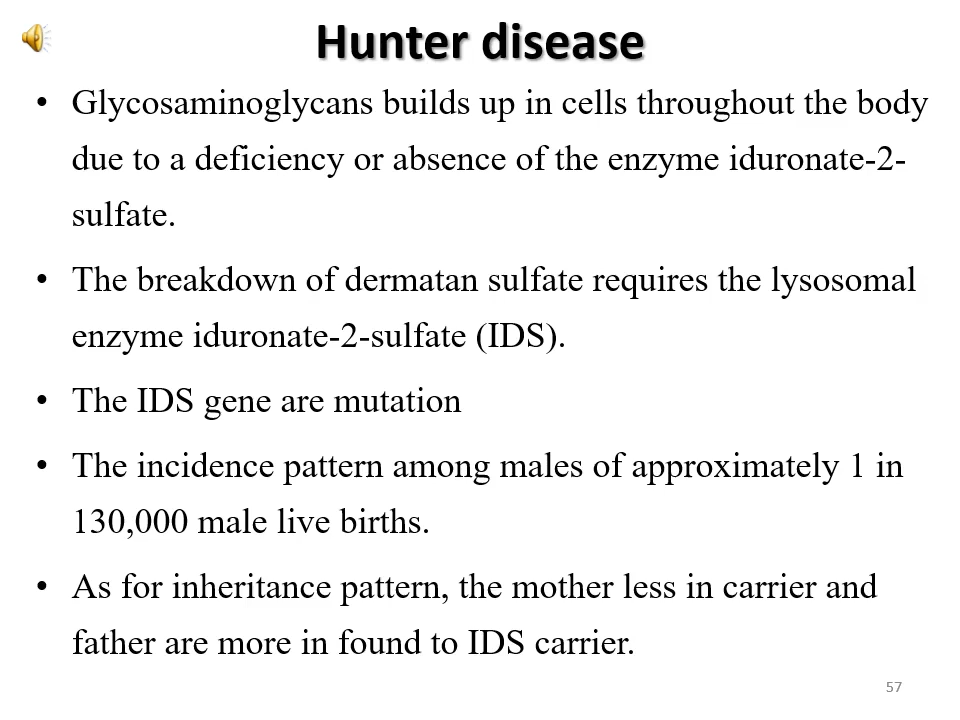 Hunter disease
• Glycosaminoglycans builds up in cells throughout the body
due to a deficiency or absence of the enzyme iduronate-2-
sulfate.
• The breakdown of dermatan sulfate requires the lysosomal
enzyme iduronate-2-sulfate (IDS).
• The IDS gene are mutation
• The incidence pattern among males of approximately 1 in
130,000 male live births.
• As for inheritance pattern, the mother less in carrier and
father are more in found to IDS carrier.
57